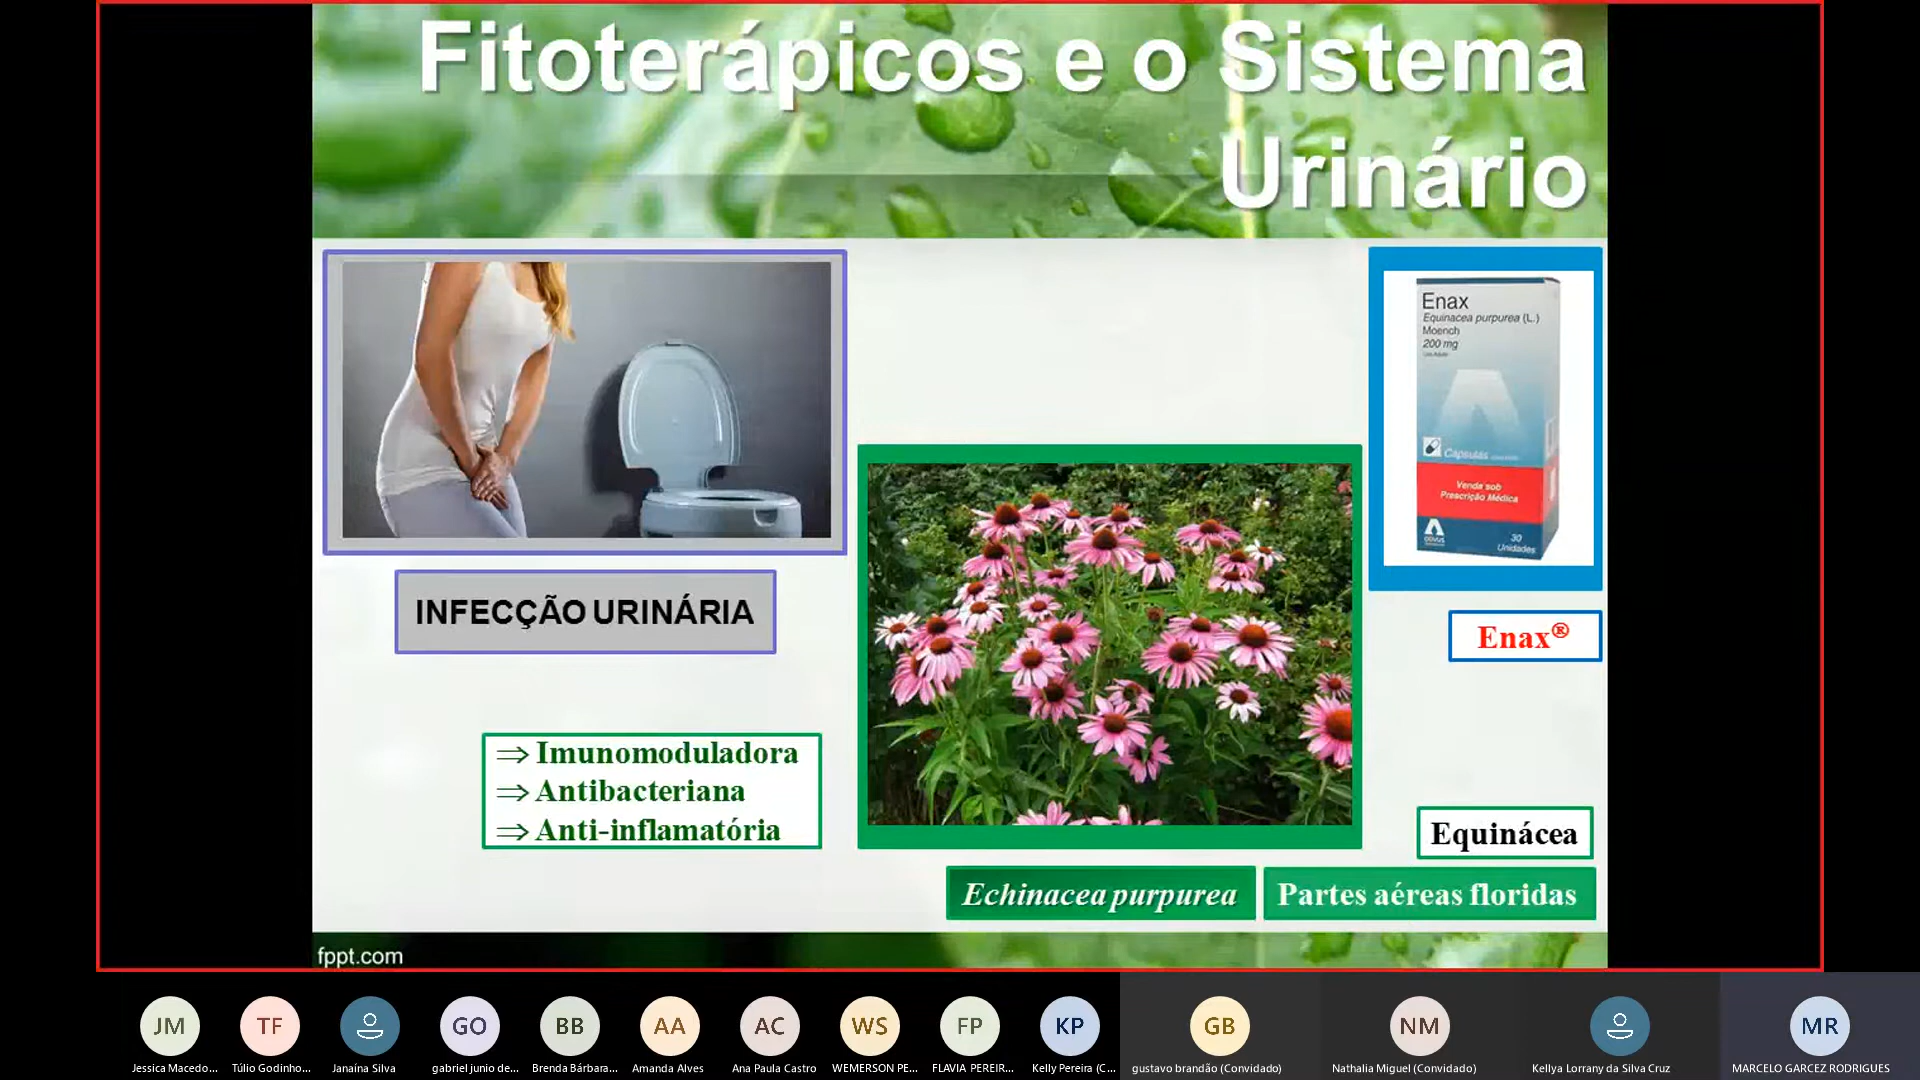 Fitoterápicos e o Sistema
Urinário
Enax
Equinacea purpurea (L.)
Moench
200 mg
Cápsulas
Venda sob
Prescrição Médica
30
Unidades
INFECÇÃO URINÁRIA
Enax®
⇒ Imunomoduladora
⇒ Antibacteriana
⇒ Anti-inflamatória
Equinácea
Echinacea purpurea
Partes aéreas floridas
fppt.com
JM
TF
GO
BB
AA
AC
WS
FP
KP
GB
NM
MR
Jessica Macedo...
Túlio Godinho...
Janaína Silva
gabriel junio de...
Brenda Bárbara...
Amanda Alves
Ana Paula Castro
WEMERSON PE...
FLAVIA PEREIR...
Kelly Pereira (C...
gustavo brandão (Convidado)
Nathalia Miguel (Convidado)
Kellya Lorrany da Silva Cruz
MARCELO GARCEZ RODRIGUES